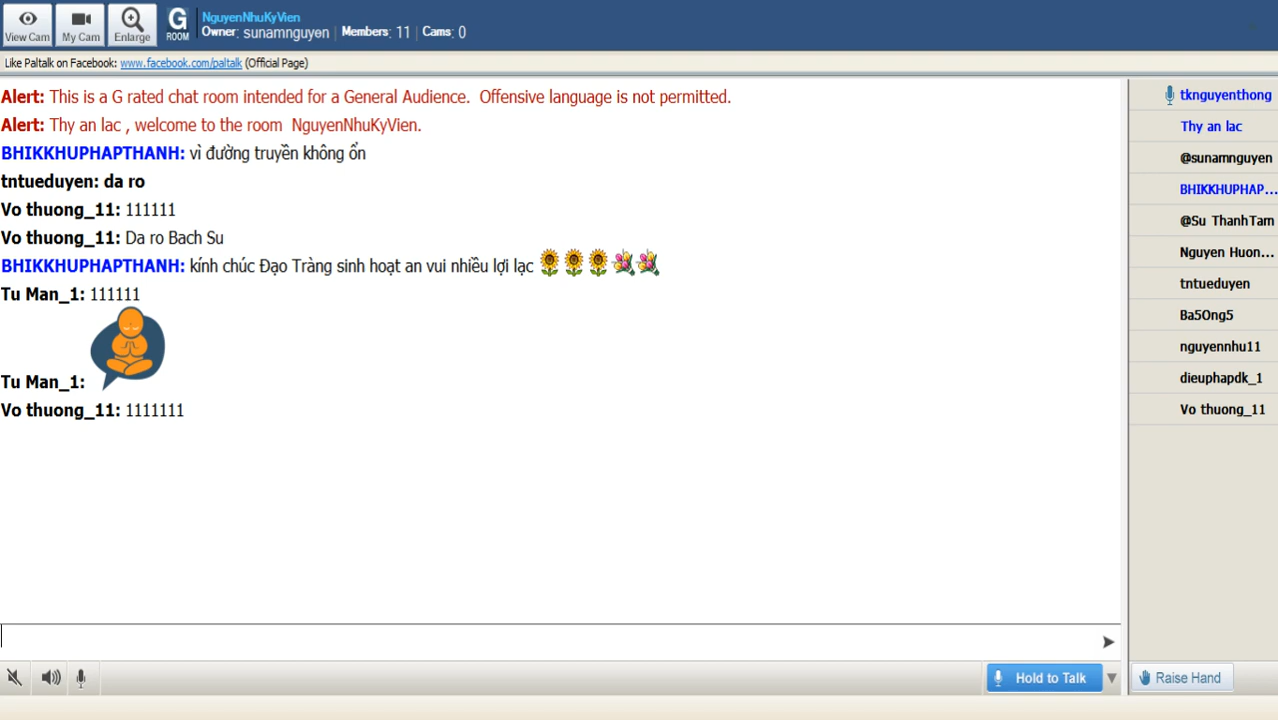 View Cam
My Cam
Enlarge
G
ROOM
NguyenNhuKyVien
Owner: sunamnguyen Members: 11 Cams: 0
Like Paltalk on Facebook: www.facebook.com/paltalk (Official Page)
Alert: This is a G rated chat room intended for a General Audience. Offensive language is not permitted.
Alert: Thy an lac , welcome to the room NguyenNhuKyVien.
BHIKKHUPHAPTHANH: vì đường truyền không ổn
tntueduyen: da ro
Vo thuong_11: 111111
Vo thuong_11: Da ro Bach Su
BHIKKHUPHAPTHANH: kính chúc Đạo Tràng sinh hoạt an vui nhiều lợi lạc
Tu Man_1: 111111
Tu Man_1:
Vo thuong_11: 1111111
tknguyenthong
Thy an lac
@sunamnguyen
BHIKKHUPHAP...
@Su ThanhTam
Nguyen Huon...
tntueduyen
Ba5Ong5
nguyennhu11
dieuphapdk_1
Vo thuong_11
Hold to Talk
Raise Hand